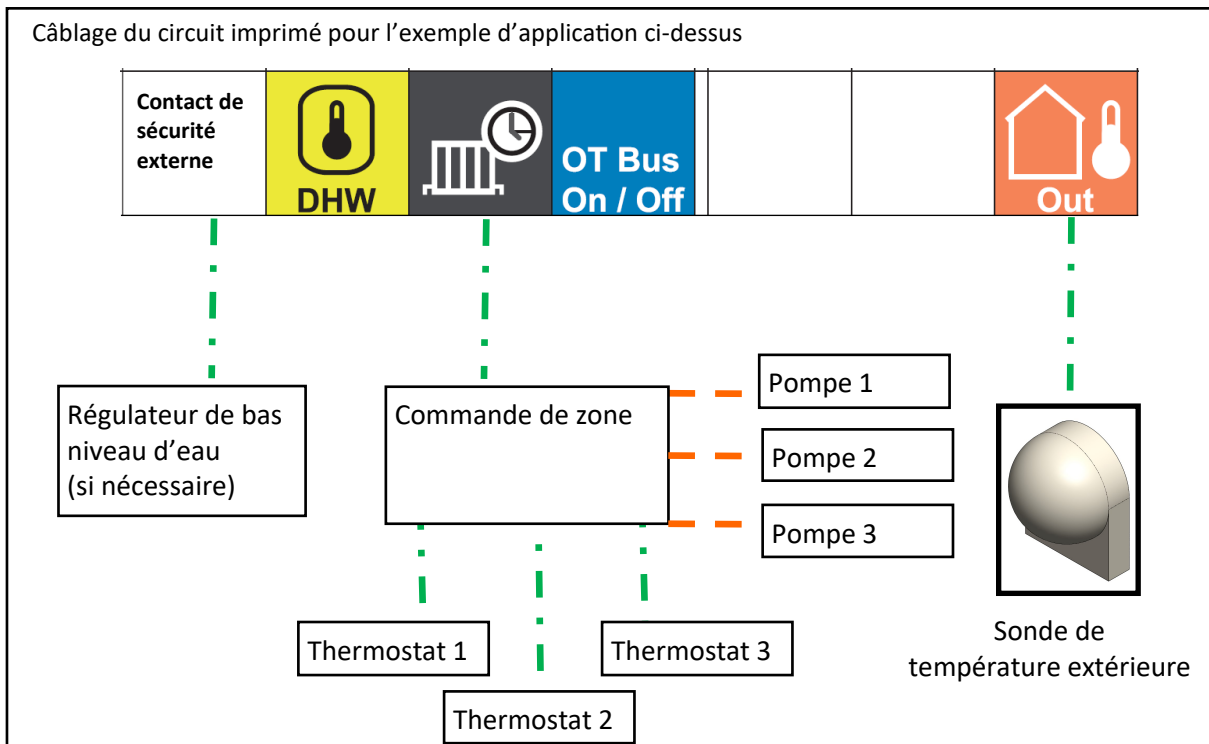 Câblage du circuit imprimé pour l’exemple d’application ci-dessus
Contact de
sécurité
externe
DHW
OT Bus
On / Off
Out
Régulateur de bas
niveau d’eau
(si nécessaire)
Commande de zone
Pompe 1
Pompe 2
Pompe 3
Thermostat 1
Thermostat 2
Thermostat 3
Sonde de
température extérieure